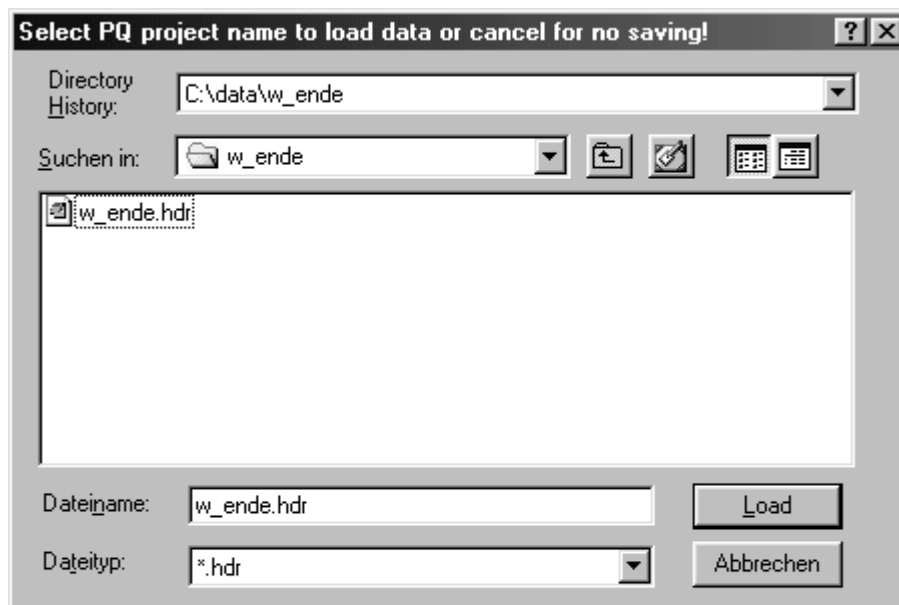 Select PQ project name to load data or cancel for no saving!
Directory
History:
C:\data\w_ende
Suchen in:
w_ende
w_ende.hdr
Dateiname:
w_ende.hdr
Load
Dateityp:
*.hdr
Abbrechen